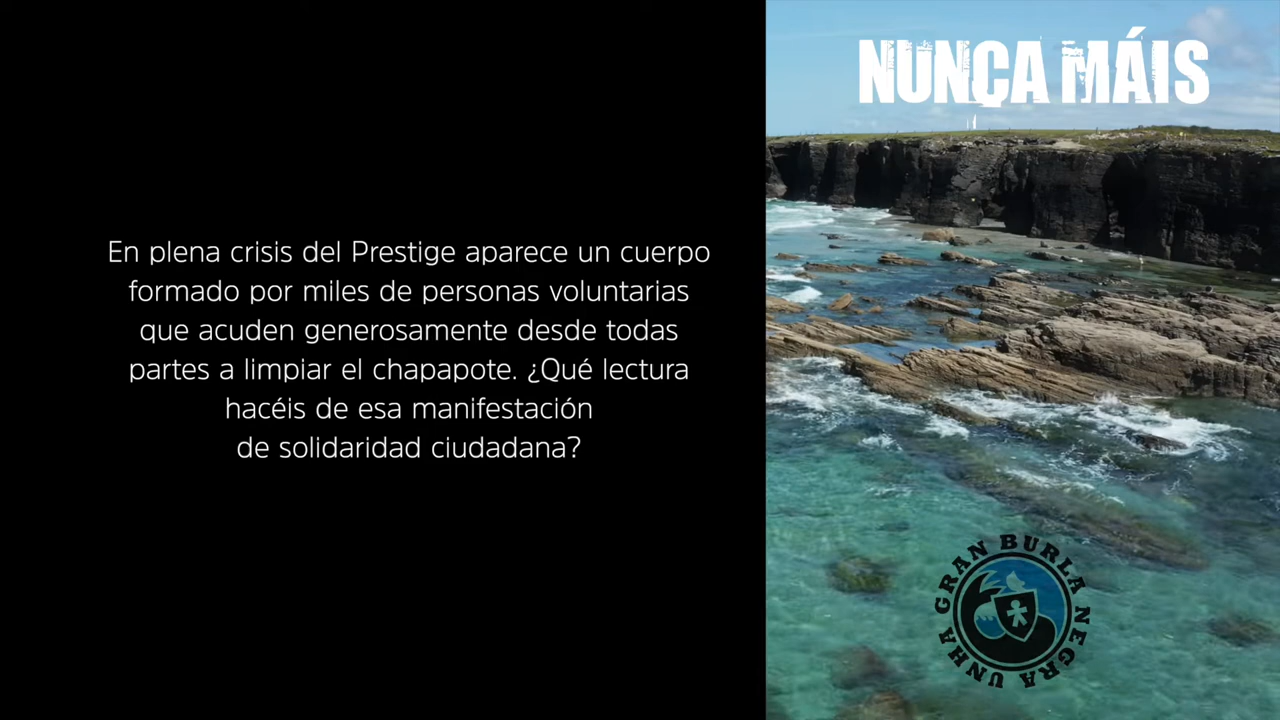 En plena crisis del Prestige aparece un cuerpo
formado por miles de personas voluntarias
que acuden generosamente desde todas
partes a limpiar el chapapote. ¿Qué lectura
hacéis de esa manifestación
de solidaridad ciudadana?
NUNCA MÁIS
UNHA GRAN BURLA NEGRA